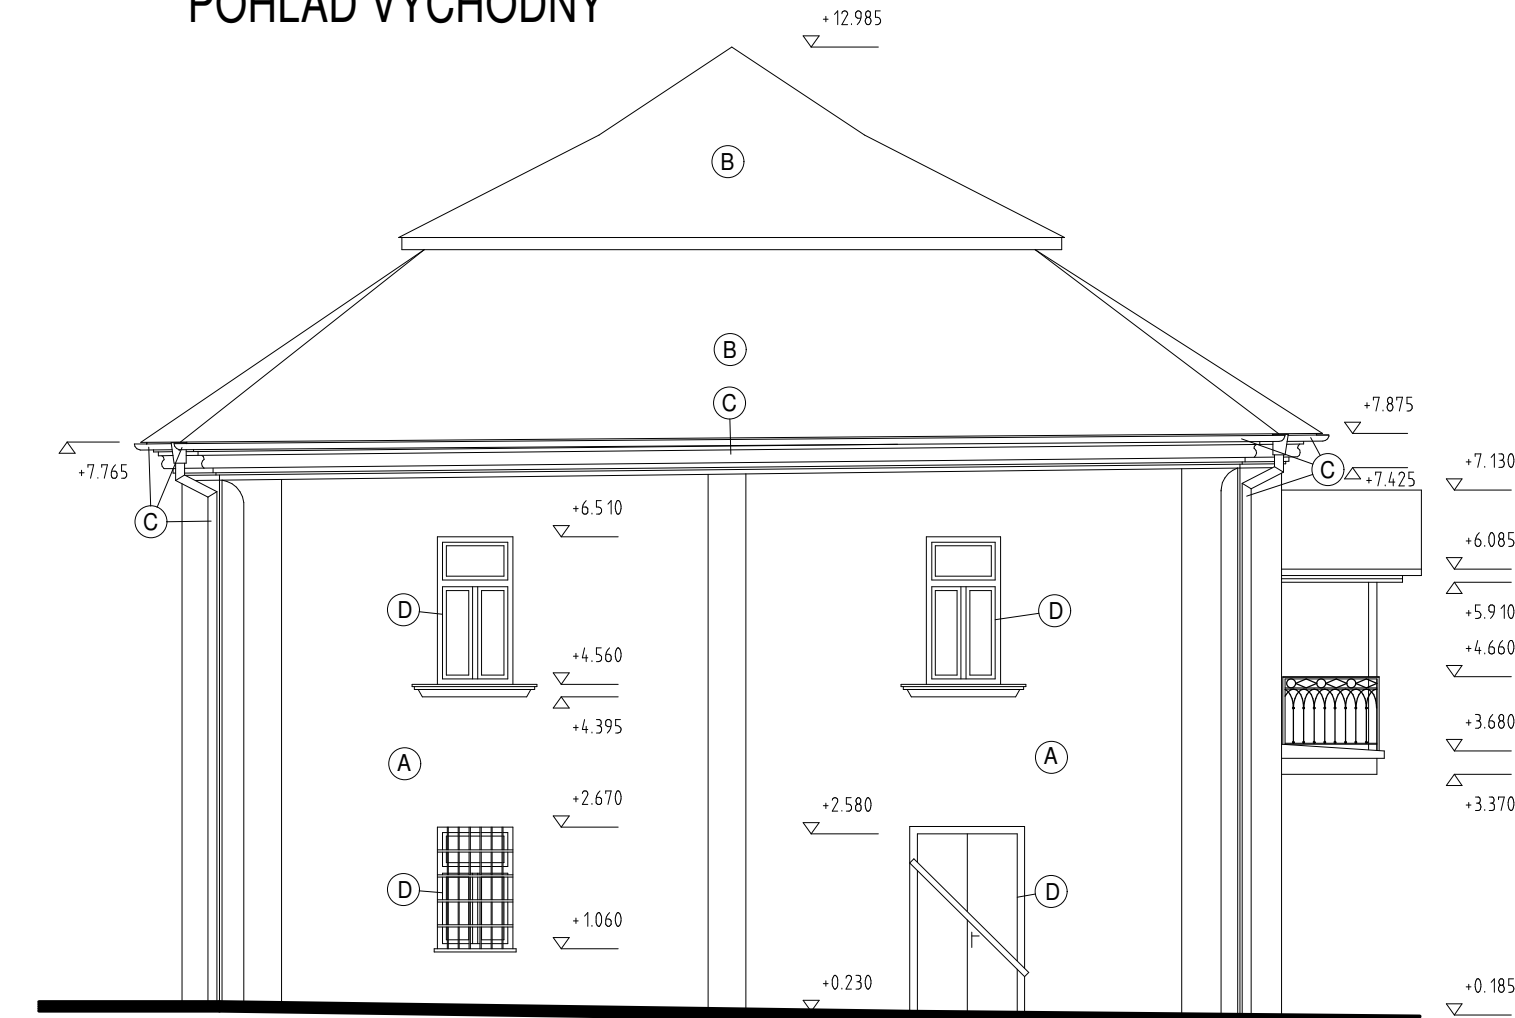 POHĽAD VÝCHODNÝ
+12.985
B
B
C
+7.875
+7.765
+7.425
C
+7.130
C
+6.510
+6.085
D
D
+5.910
+4.560
+4.660
+4.395
+3.680
A
A
+2.670
+2.580
+3.370
D
D
+1.060
+0.230
+0.185